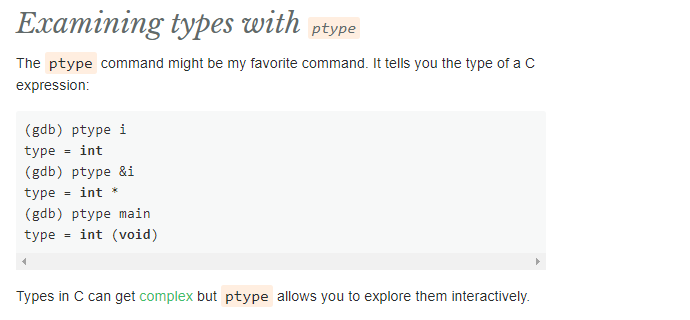 Examining types with ptype
The ptype command might be my favorite command. It tells you the type of a C
expression:
(gdb) ptype i
type = int
(gdb) ptype &i
type = int *
(gdb) ptype main
type = int (void)
Types in C can get complex but ptype allows you to explore them interactively.